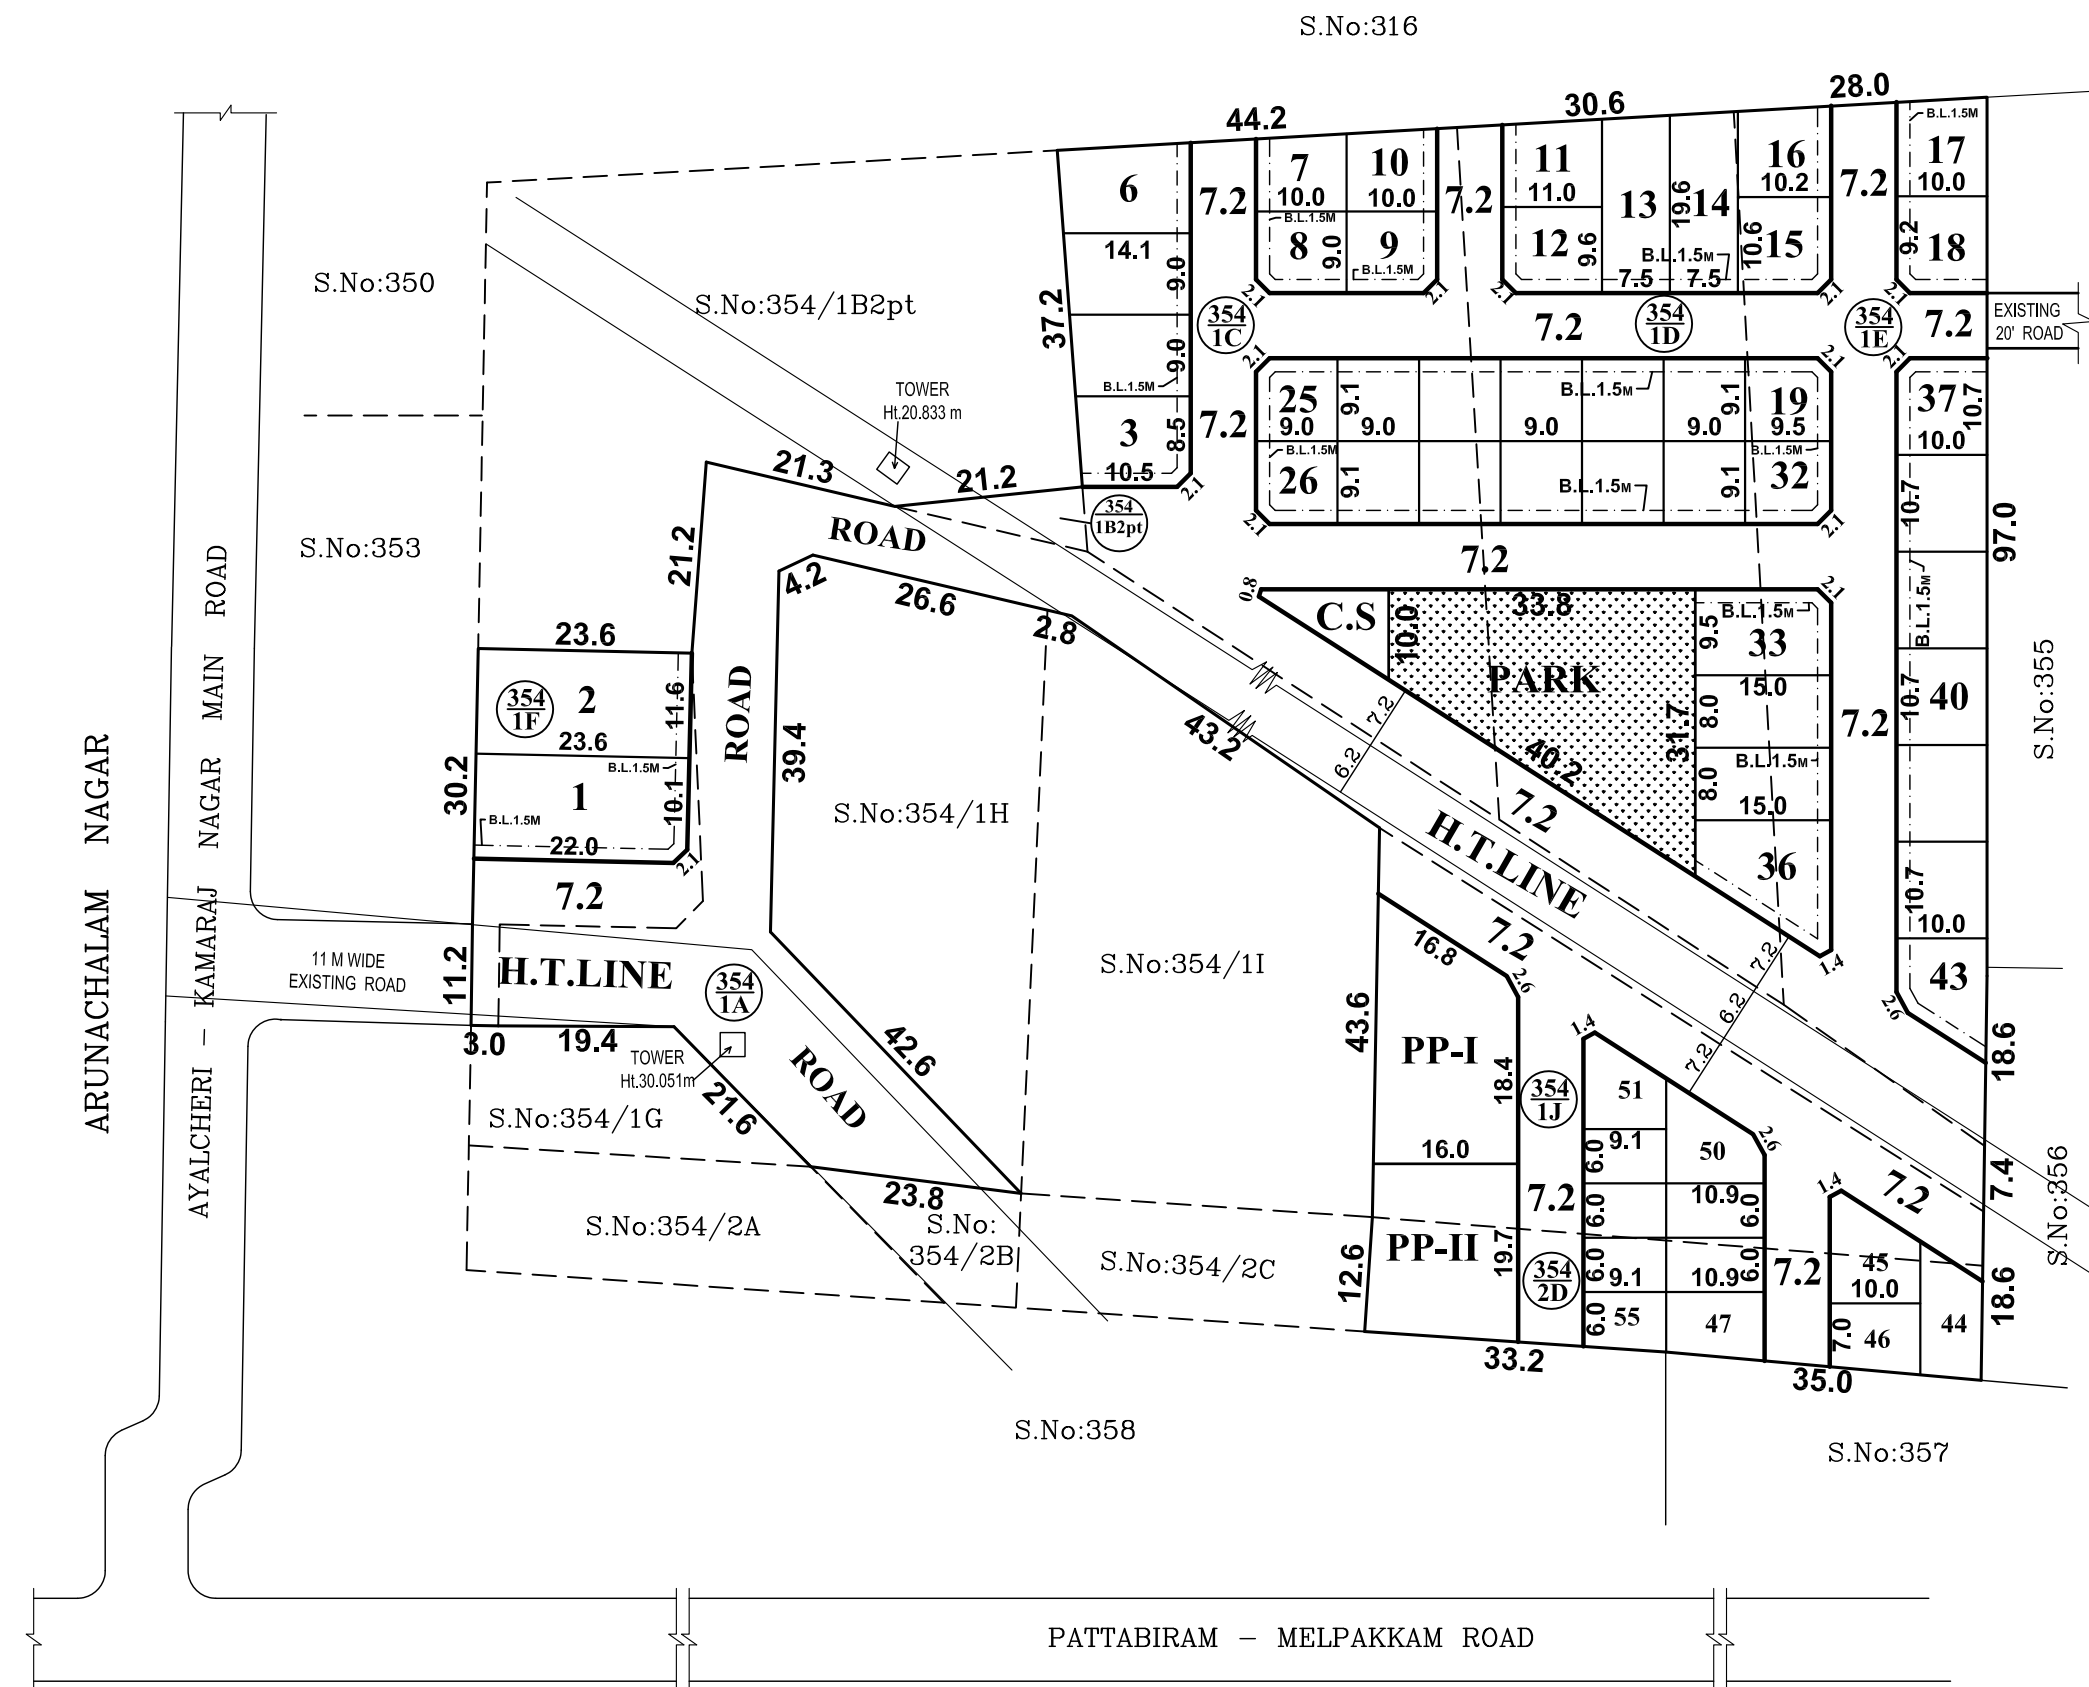 S.No:316
28.0
30.6
44.2
B.L.1.5M
6
7.2
7
10.0
10
10.0
7.2
11
11.0
13
19.6
14
16
10.2
7.2
17
10.0
14.1
9.0
B.L.1.5M
8
9.0
9
B.L.1.5M
12
9.6
B.L.1.5M
7.5
7.5
10.6
15
9.2
18
2.1
2.1
2.1
2.1
2.1
S.No:350
S.No:354/1B2pt
37.2
354
1C
7.2
354
1D
354
1E
7.2
EXISTING
20' ROAD
9.0
B.L.1.5M
2.1
2.1
2.1
TOWER
Ht.20.833 m
3
8.5
10.5
2.1
7.2
25
9.0
9.1
9.0
9.0
B.L.1.5M
9.0
9.1
19
9.5
B.L.1.5M
26
9.1
B.L.1.5M
9.1
B.L.1.5M
32
2.1
2.1
37
10.7
10.0
10.7
97.0
21.3
21.2
ROAD
354
1B2pt
S.No:353
21.2
4.2
26.6
2.8
7.2
0.8
2.1
C.S
10.0
33.8
PARK
31.7
40.2
B.L.1.5M
9.5
33
15.0
8.0
B.L.1.5M
8.0
15.0
36
1.4
7.2
B.L.1.5M
10.7
40
10.7
10.0
43
2.6
S.No:355
23.6
354
1F
2
11.6
23.6
B.L.1.5M
1
10.1
B.L.1.5M
22.0
2.1
30.2
7.2
ROAD
39.4
S.No:354/1H
43.2
7.2
6.2
7.2
H.T.LINE
7.2
7.2
6.2
7.2
ARUNACHALAM NAGAR
AYALCHERI - KAMARAJ NAGAR MAIN ROAD
11 M WIDE
EXISTING ROAD
11.2
H.T.LINE
354
1A
3.0
19.4
TOWER
Ht.30.051m
ROAD
42.6
21.6
S.No:354/1G
S.No:354/1I
16.8
2.6
43.6
PP-I
18.4
16.0
354
1J
1.4
51
9.1
6.0
50
2.6
10.9
6.0
6.0
18.6
7.4
S.No:356
S.No:354/2A
23.8
S.No:
354/2B
S.No:354/2C
12.6
PP-II
19.7
7.2
354
2D
6.0
9.1
10.9
6.0
6.0
55
47
7.2
1.4
7.2
45
10.0
7.0
46
44
18.6
33.2
35.0
S.No:358
S.No:357
PATTABIRAM - MELPAKKAM ROAD